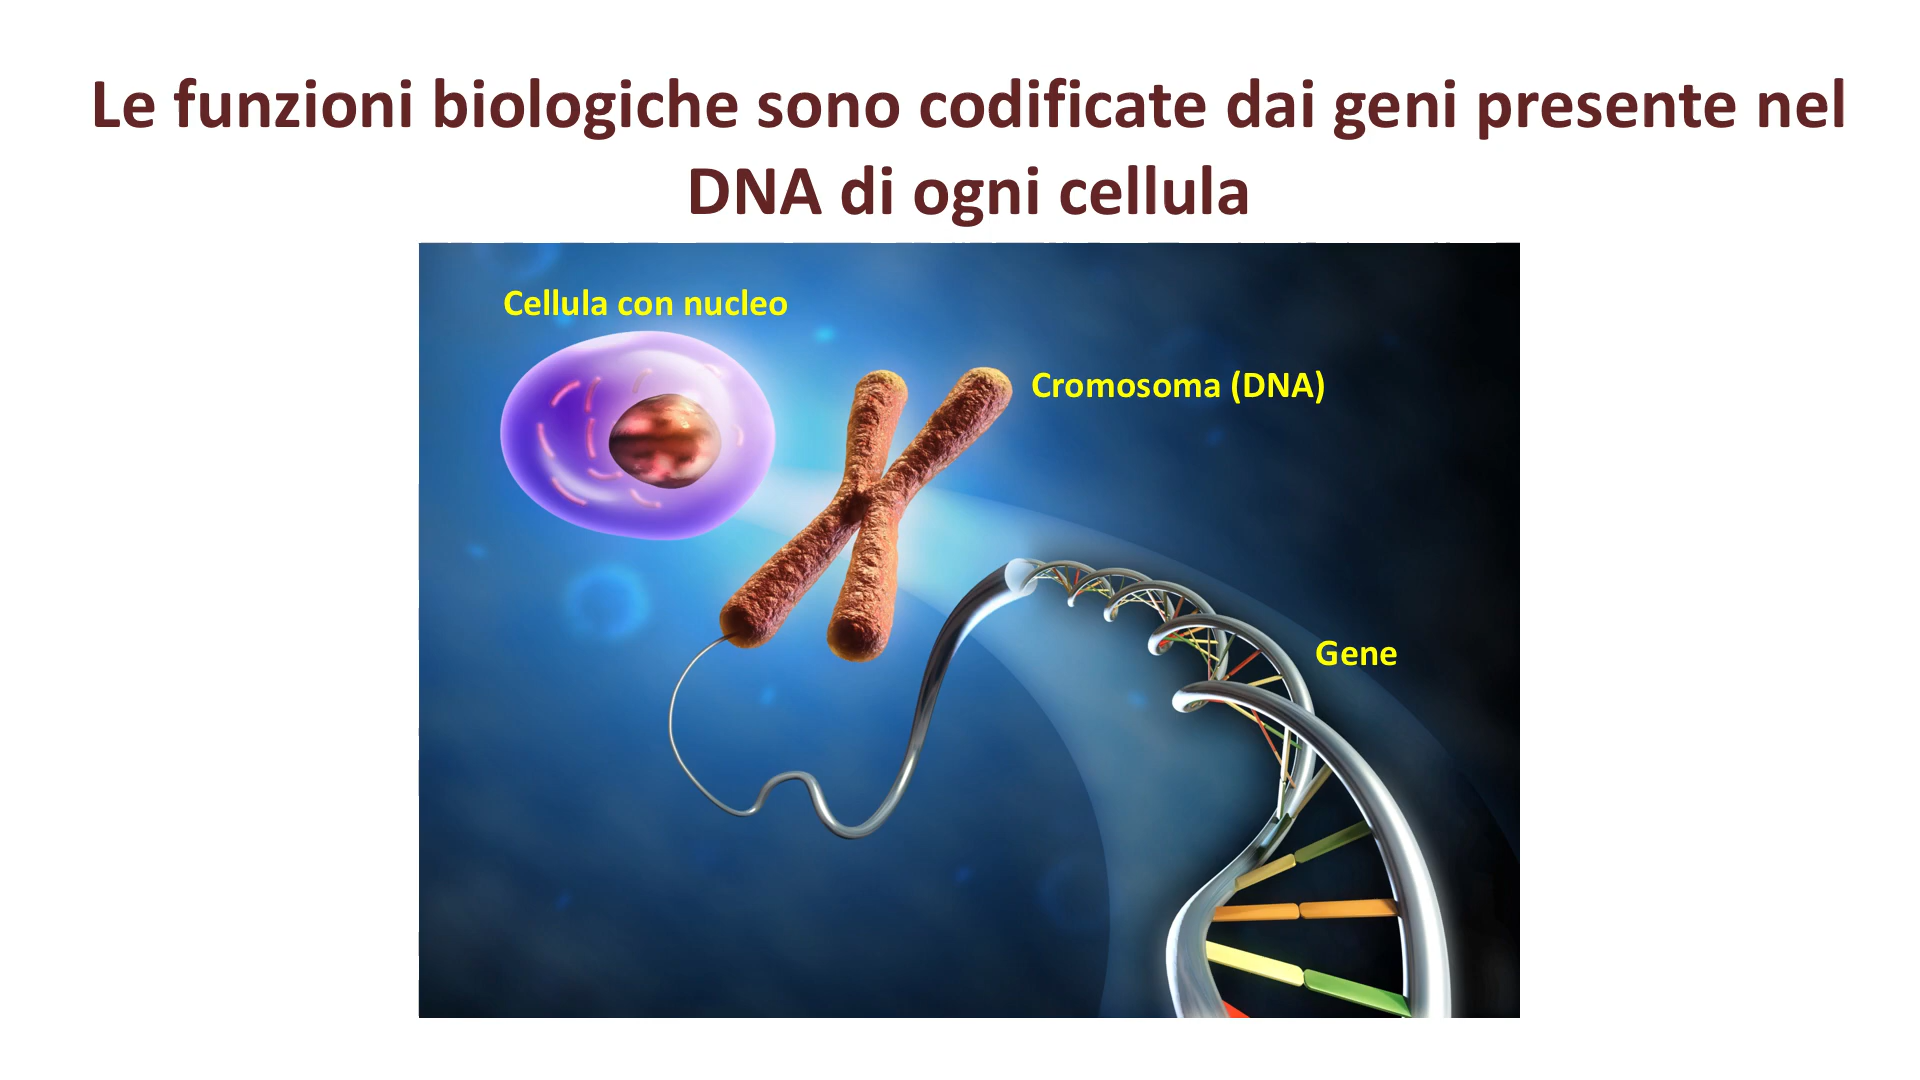 Le funzioni biologiche sono codificate dai geni presente nel
DNA di ogni cellula
Cellula con nucleo
Cromosoma (DNA)
Gene